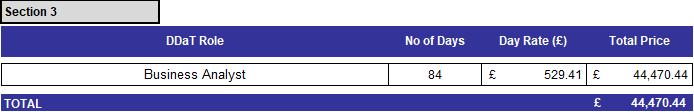 Section 3
DDaT Role No of Days Day Rate (£) Total Price
Business Analyst 84 £ 529.41 £ 44,470.44
TOTAL £ 44,470.44